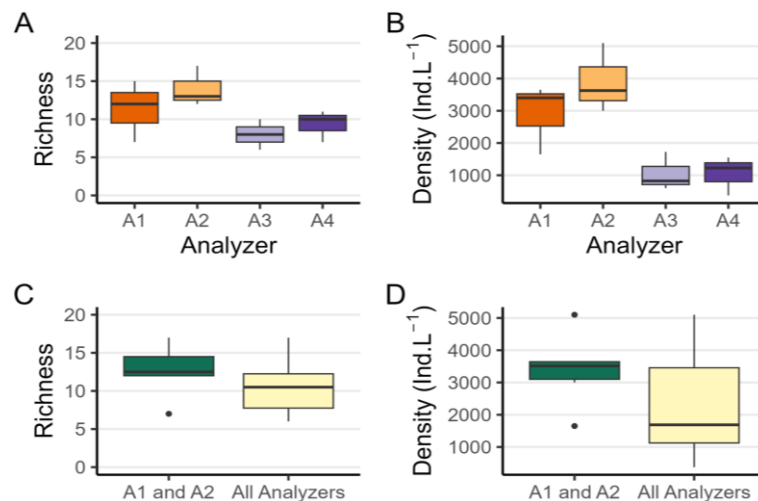 A
Richness
20
15
10
5
0
A1 A2 A3 A4
Analyzer
B
Density (Ind.L⁻¹)
5000
4000
3000
2000
1000
A1 A2 A3 A4
Analyzer
C
Richness
20
15
10
5
0
A1 and A2 All Analyzers
D
Density (Ind.L⁻¹)
5000
4000
3000
2000
1000
A1 and A2 All Analyzers